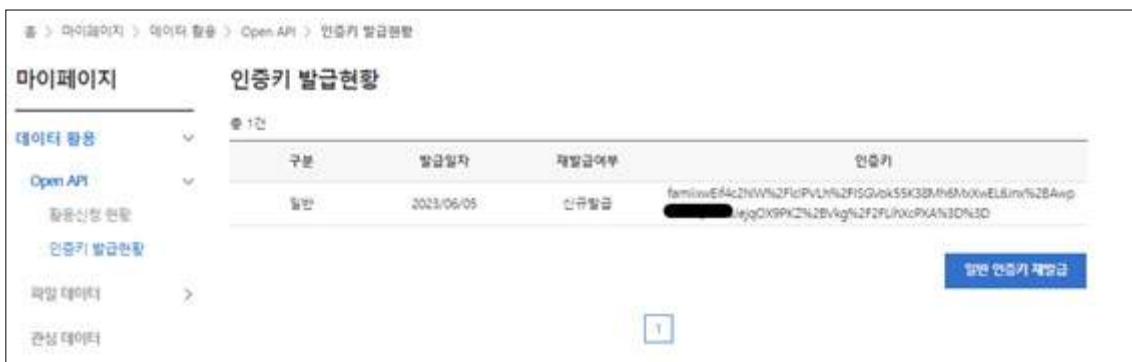 홈 > 마이페이지 > 데이터 활용 > Open API > 인증키 발급현황
마이페이지
데이터 활용
Open API
활용신청 현황
인증키 발급현황
파일 데이터
관심 데이터
인증키 발급현황
총 1건
구분 발급일자 재발급여부 인증키
일반 2023/06/05 신규발급
일반 인증키 재발급
1